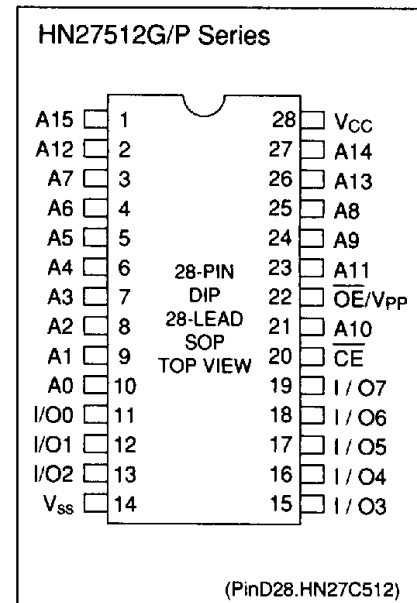 HN27512G/P Series
A15 1 28 VCC
A12 2 27 A14
A7 3 26 A13
A6 4 25 A8
A5 5 24 A9
A4 6 28-PIN 23 A11
A3 7 DIP 22 O̅E̅/VPP
A2 8 28-LEAD 21 A10
A1 9 SOP 20 C̅E̅
A0 10 TOP VIEW 19 I / O7
I/O0 11 18 I / O6
I/O1 12 17 I / O5
I/O2 13 16 I / O4
Vss 14 15 I / O3
(PinD28.HN27C512)